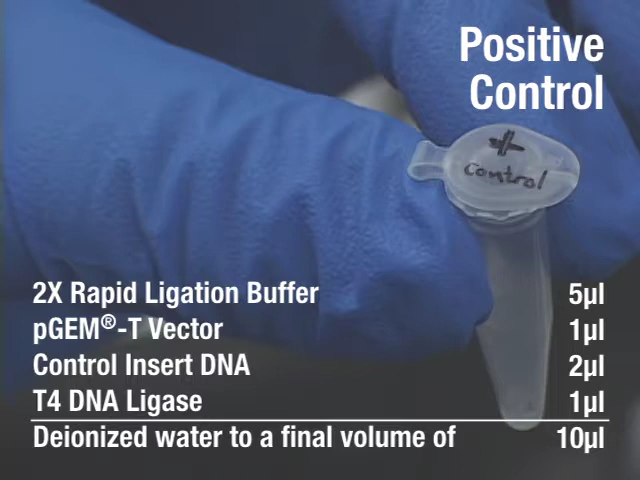 Positive
Control
+
control
2X Rapid Ligation Buffer 5µl
pGEM®-T Vector 1µl
Control Insert DNA 2µl
T4 DNA Ligase 1µl
Deionized water to a final volume of 10µl